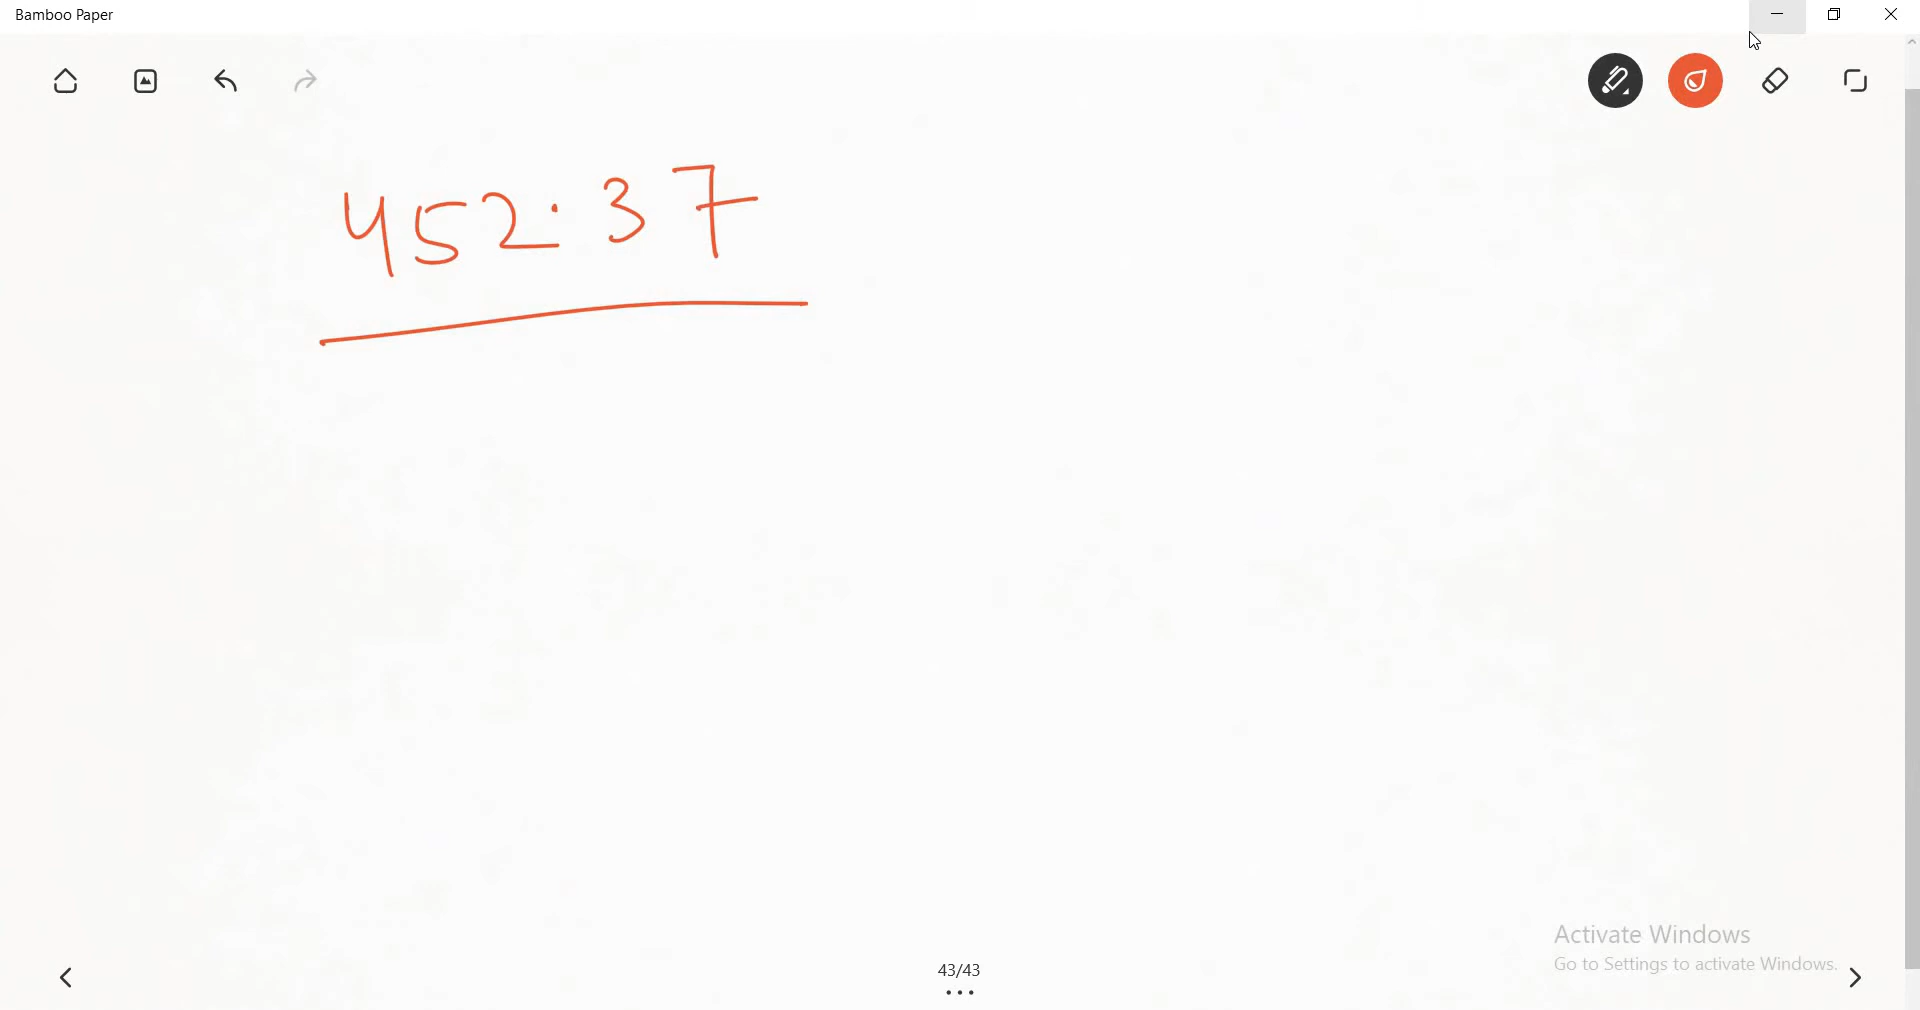 Bamboo Paper
452:37
Activate Windows
Go to Settings to activate Windows.
43/43